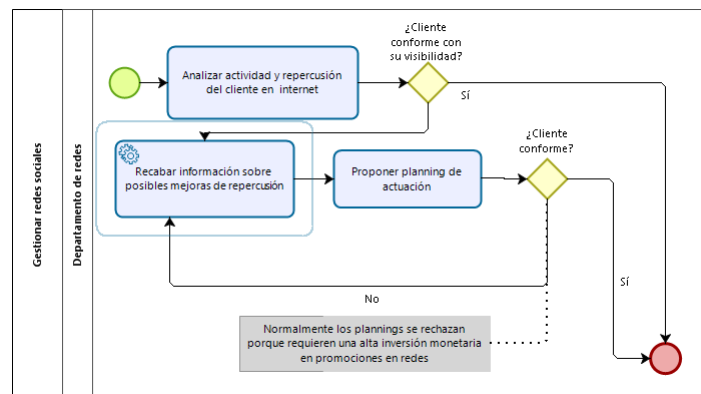 Gestionar redes sociales
Departamento de redes
¿Cliente
conforme con
su visibilidad?
Analizar actividad y repercusión
del cliente en internet
Sí
¿Cliente
conforme?
Recabar información sobre
posibles mejoras de repercusión
Proponer planning de
actuación
Sí
No
Normalmente los plannings se rechazan
porque requieren una alta inversión monetaria
en promociones en redes